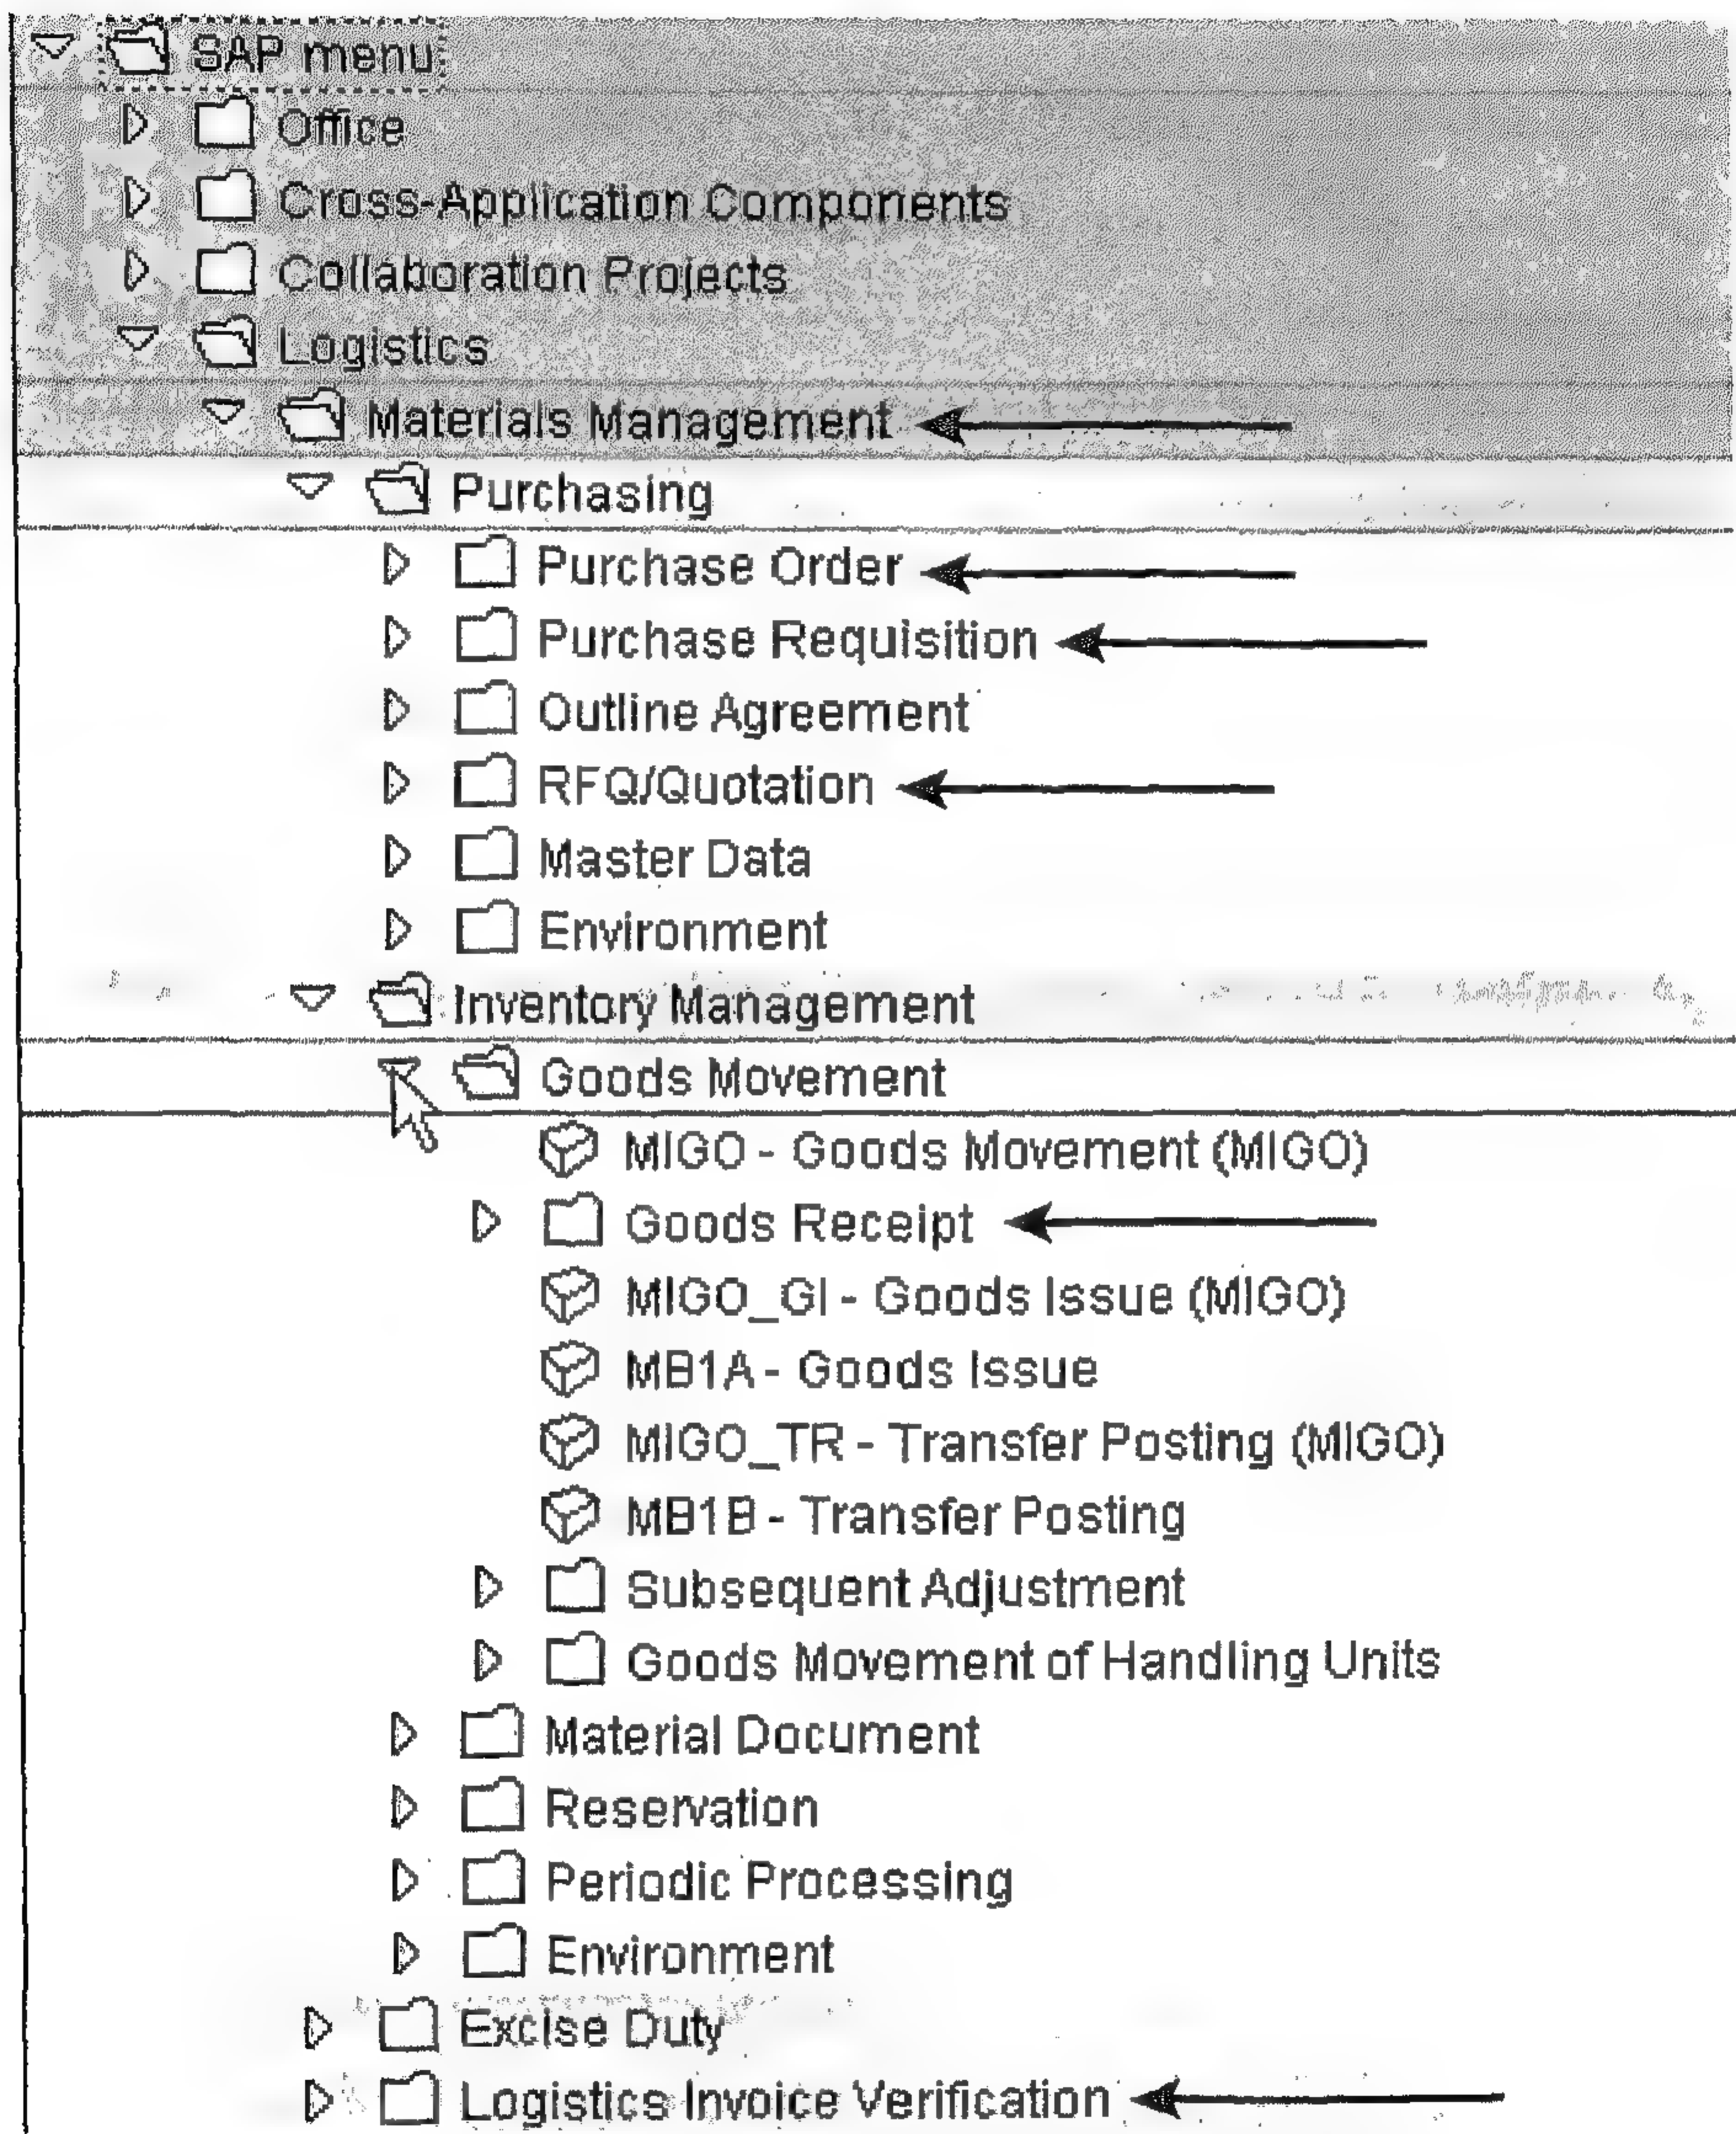 SAP menu
Office
Cross-Application Components
Collaboration Projects
Logistics
Materials Management
Purchasing
Purchase Order
Purchase Requisition
Outline Agreement
RFQ/Quotation
Master Data
Environment
Inventory Management
Goods Movement
MIGO - Goods Movement (MIGO)
Goods Receipt
MIGO_GI - Goods Issue (MIGO)
MB1A - Goods Issue
MIGO_TR - Transfer Posting (MIGO)
MB1B - Transfer Posting
Subsequent Adjustment
Goods Movement of Handling Units
Material Document
Reservation
Periodic Processing
Environment
Excise Duty
Logistics Invoice Verification